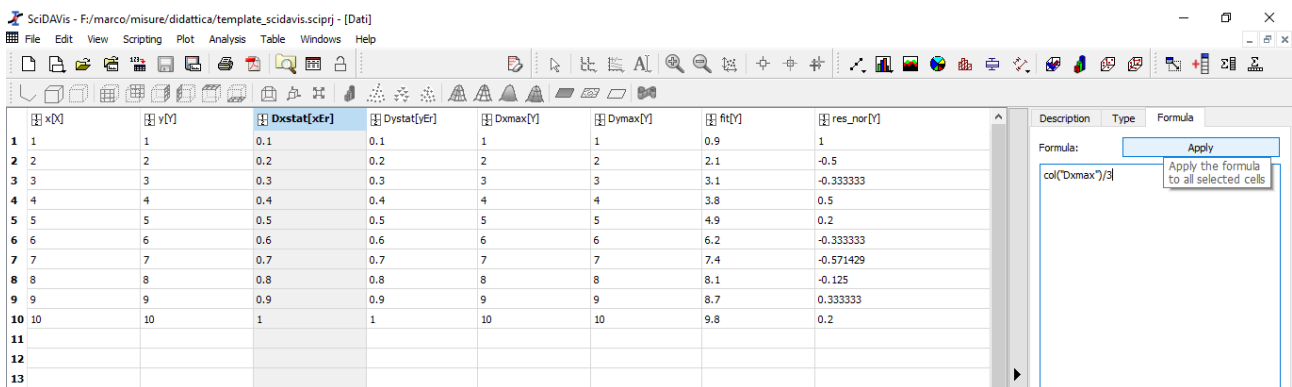 SciDAVis - F:/marco/misure/didattica/template_scidavis.sciprj - [Dati]
File Edit View Scripting Plot Analysis Table Windows Help
x[X] y[Y] Dxstat[xEr] Dystat[yEr] Dxmax[Y] Dymax[Y] fit[Y] res_nor[Y]
1 1 1 0.1 0.1 1 1 0.9 1
2 2 2 0.2 0.2 2 2 2.1 -0.5
3 3 3 0.3 0.3 3 3 3.1 -0.333333
4 4 4 0.4 0.4 4 4 3.8 0.5
5 5 5 0.5 0.5 5 5 4.9 0.2
6 6 6 0.6 0.6 6 6 6.2 -0.333333
7 7 7 0.7 0.7 7 7 7.4 -0.571429
8 8 8 0.8 0.8 8 8 8.1 -0.125
9 9 9 0.9 0.9 9 9 8.7 0.333333
10 10 10 1 1 10 10 9.8 0.2
11
12
13
Description Type Formula
Formula: Apply
Apply the formula
to all selected cells
col("Dxmax")/3